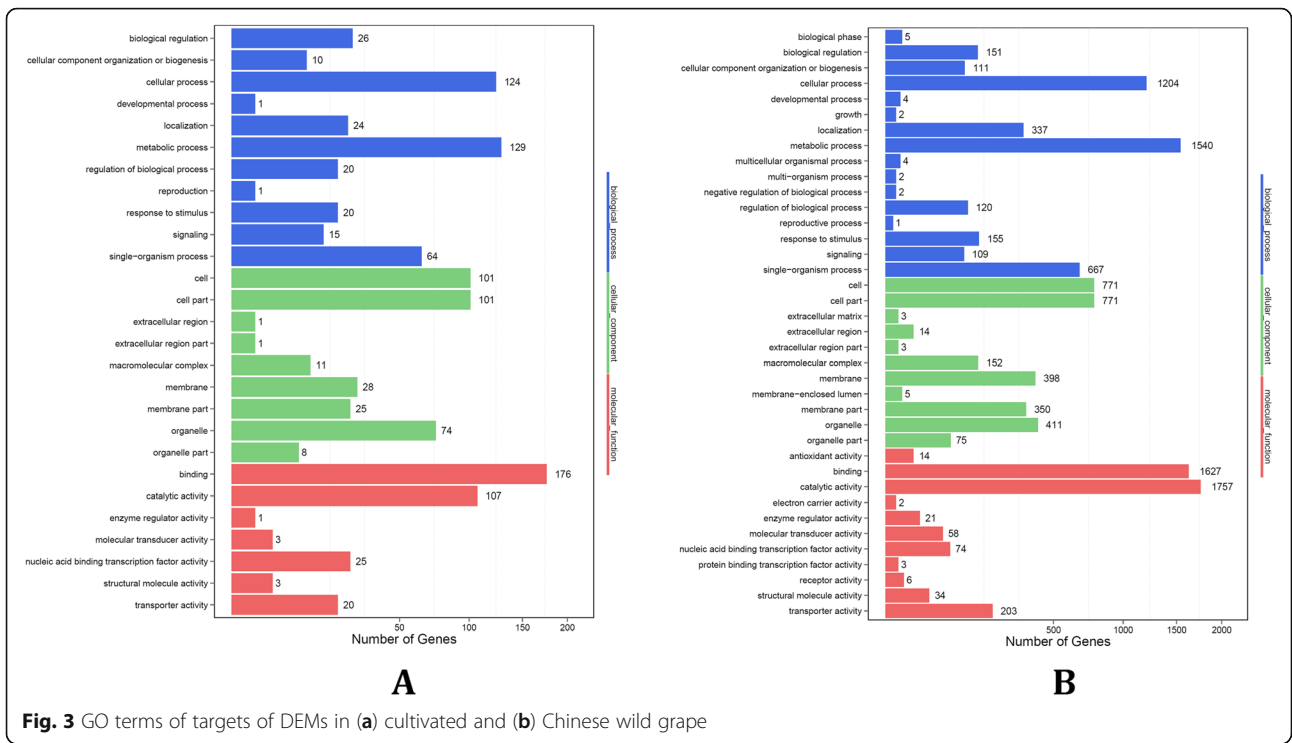 biological regulation 26
cellular component organization or biogenesis 10
cellular process 124
developmental process 1
localization 24
metabolic process 129
regulation of biological process 20
reproduction 1
response to stimulus 20
signaling 15
single-organism process 64
cell 101
cell part 101
extracellular region 1
extracellular region part 1
macromolecular complex 11
membrane 28
membrane part 25
organelle 74
organelle part 8
binding 176
catalytic activity 107
enzyme regulator activity 1
molecular transducer activity 3
nucleic acid binding transcription factor activity 25
structural molecule activity 3
transporter activity 20
50 100 150 200
Number of Genes
biological_process
cellular_component
molecular_function
A
biological phase 5
biological regulation 151
cellular component organization or biogenesis 111
cellular process 1204
developmental process 4
growth 2
localization 337
metabolic process 1540
multicellular organismal process 4
multi-organism process 2
negative regulation of biological process 2
regulation of biological process 120
reproductive process 1
response to stimulus 155
signaling 109
single-organism process 667
cell 771
cell part 771
extracellular matrix 3
extracellular region 14
extracellular region part 3
macromolecular complex 152
membrane 398
membrane-enclosed lumen 5
membrane part 350
organelle 411
organelle part 75
antioxidant activity 14
binding 1627
catalytic activity 1757
electron carrier activity 2
enzyme regulator activity 21
molecular transducer activity 58
nucleic acid binding transcription factor activity 74
protein binding transcription factor activity 3
receptor activity 6
structural molecule activity 34
transporter activity 203
500 1000 1500 2000
Number of Genes
biological_process
cellular_component
molecular_function
B
Fig. 3 GO terms of targets of DEMs in (a) cultivated and (b) Chinese wild grape